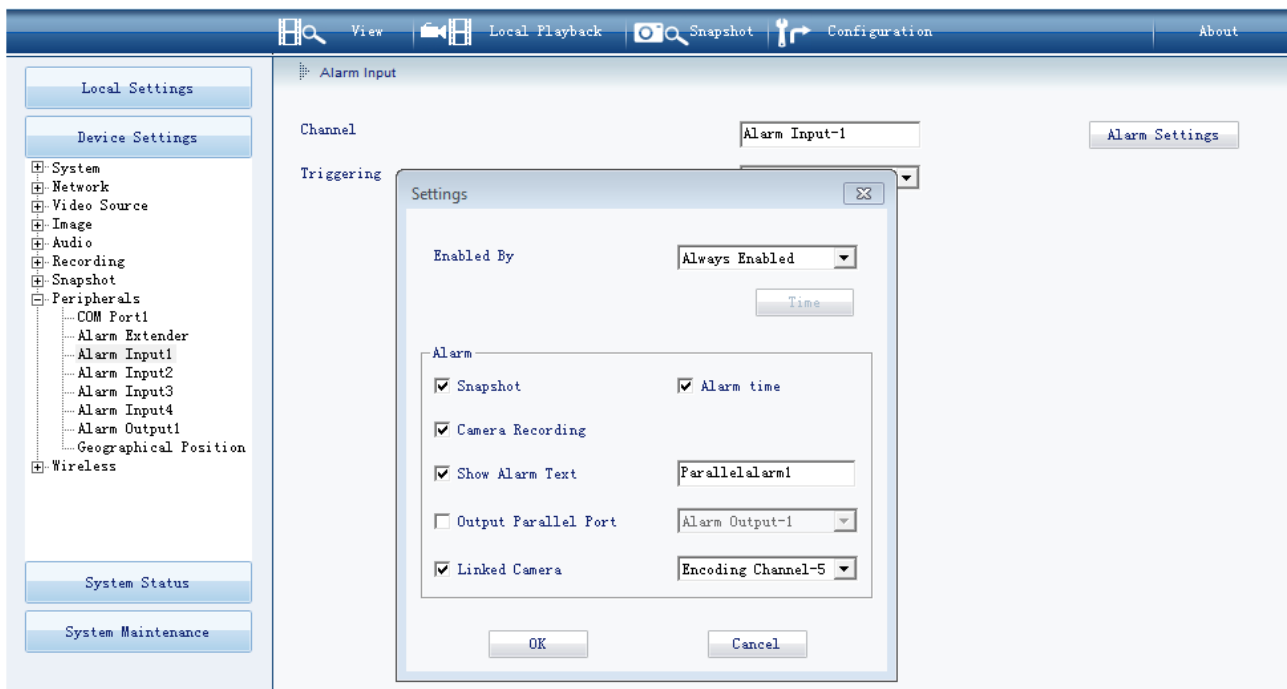 View Local Playback Snapshot Configuration About
Local Settings
Device Settings
System
Network
Video Source
Image
Audio
Recording
Snapshot
Peripherals
COM Port1
Alarm Extender
Alarm Input1
Alarm Input2
Alarm Input3
Alarm Input4
Alarm Output1
Geographical Position
Wireless
System Status
System Maintenance
Alarm Input
Channel Alarm Input-1 Alarm Settings
Triggering
Settings
Enabled By Always Enabled
Time
Alarm
Snapshot Alarm time
Camera Recording
Show Alarm Text Parallelalarm1
Output Parallel Port Alarm Output-1
Linked Camera Encoding Channel-5
OK Cancel